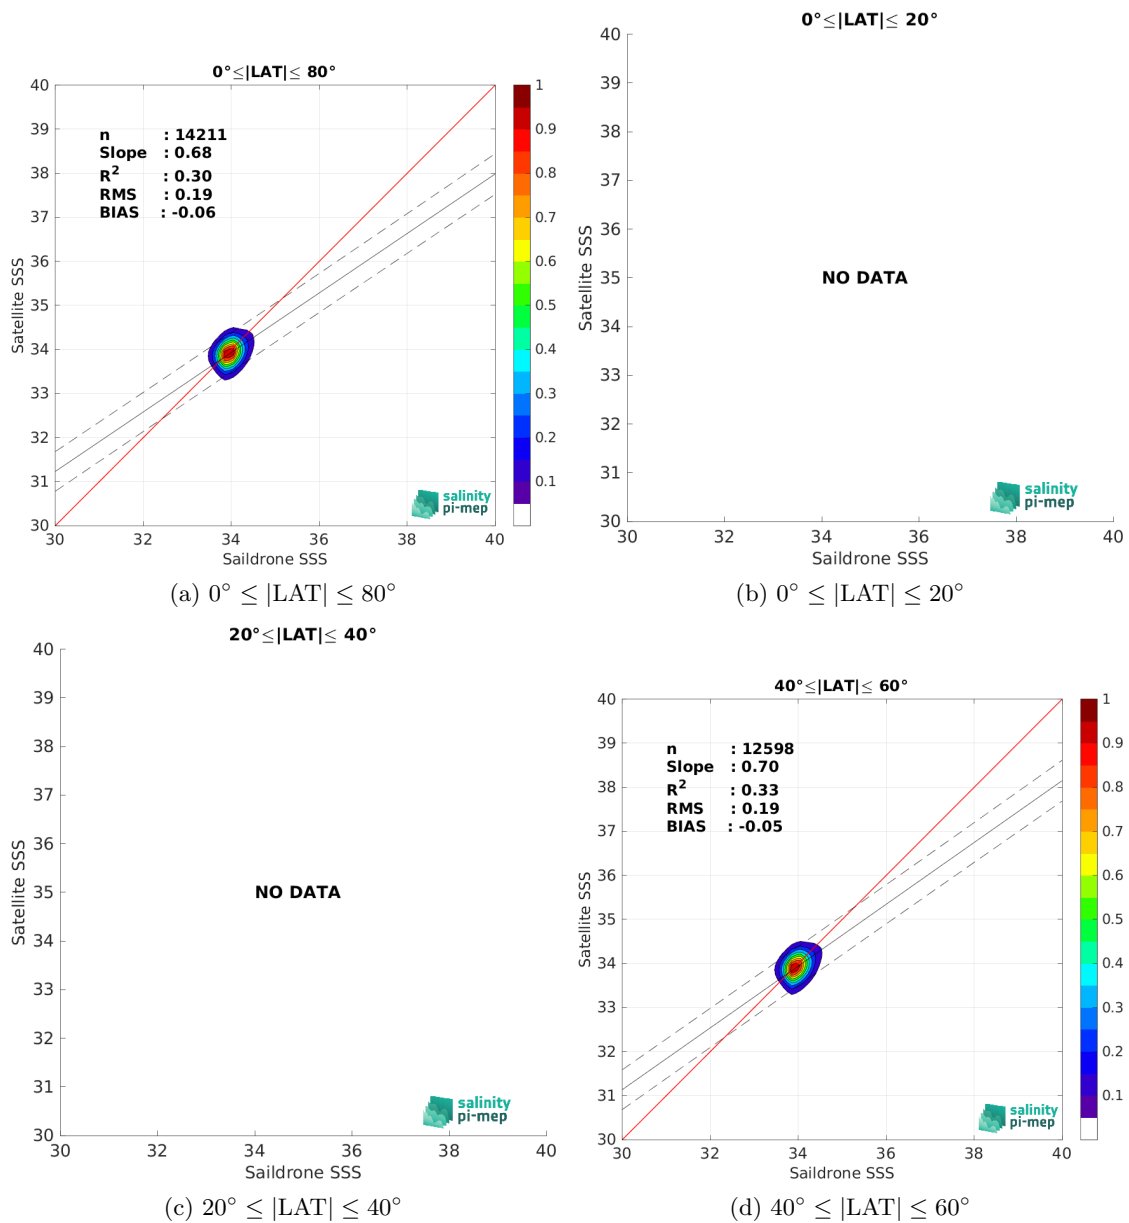 0°≤|LAT|≤ 80°
40
39
38
37
36
35
34
33
32
31
30
Satellite SSS
n : 14211
Slope : 0.68
R² : 0.30
RMS : 0.19
BIAS : -0.06
salinity
pi-mep
30 32 34 36 38 40
Saildrone SSS
1
0.9
0.8
0.7
0.6
0.5
0.4
0.3
0.2
0.1
(a) 0° ≤ |LAT| ≤ 80°
0°≤|LAT|≤ 20°
40
39
38
37
36
35
34
33
32
31
30
Satellite SSS
NO DATA
salinity
pi-mep
30 32 34 36 38 40
Saildrone SSS
(b) 0° ≤ |LAT| ≤ 20°
20°≤|LAT|≤ 40°
40
39
38
37
36
35
34
33
32
31
30
Satellite SSS
NO DATA
salinity
pi-mep
30 32 34 36 38 40
Saildrone SSS
(c) 20° ≤ |LAT| ≤ 40°
40°≤|LAT|≤ 60°
40
39
38
37
36
35
34
33
32
31
30
Satellite SSS
n : 12598
Slope : 0.70
R² : 0.33
RMS : 0.19
BIAS : -0.05
salinity
pi-mep
30 32 34 36 38 40
Saildrone SSS
1
0.9
0.8
0.7
0.6
0.5
0.4
0.3
0.2
0.1
(d) 40° ≤ |LAT| ≤ 60°